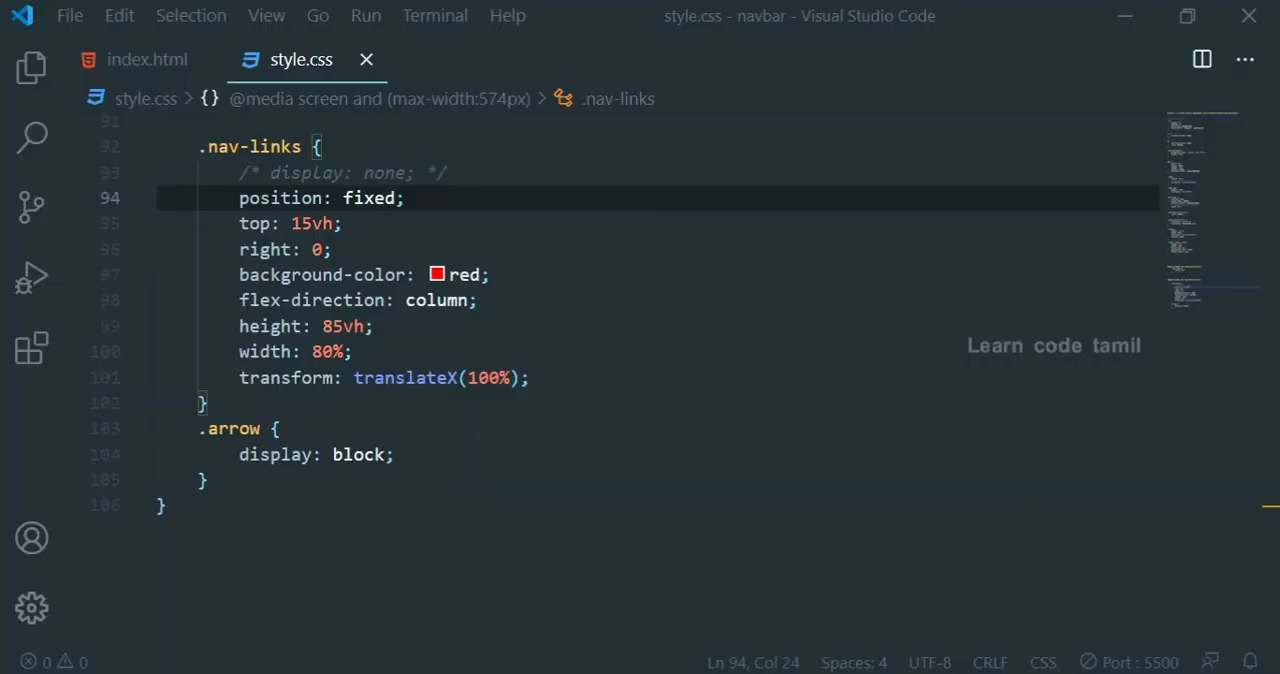 File Edit Selection View Go Run Terminal Help style.css - navbar - Visual Studio Code
index.html style.css
style.css > {} @media screen and (max-width:574px) > .nav-links
91
92 .nav-links {
93 /* display: none; */
94 position: fixed;
95 top: 15vh;
96 right: 0;
97 background-color: red;
98 flex-direction: column;
99 height: 85vh;
100 width: 80%;
101 transform: translateX(100%);
102 }
103 .arrow {
104 display: block;
105 }
106 }
Learn code tamil
0 0 Ln 94, Col 24 Spaces: 4 UTF-8 CRLF CSS Port : 5500